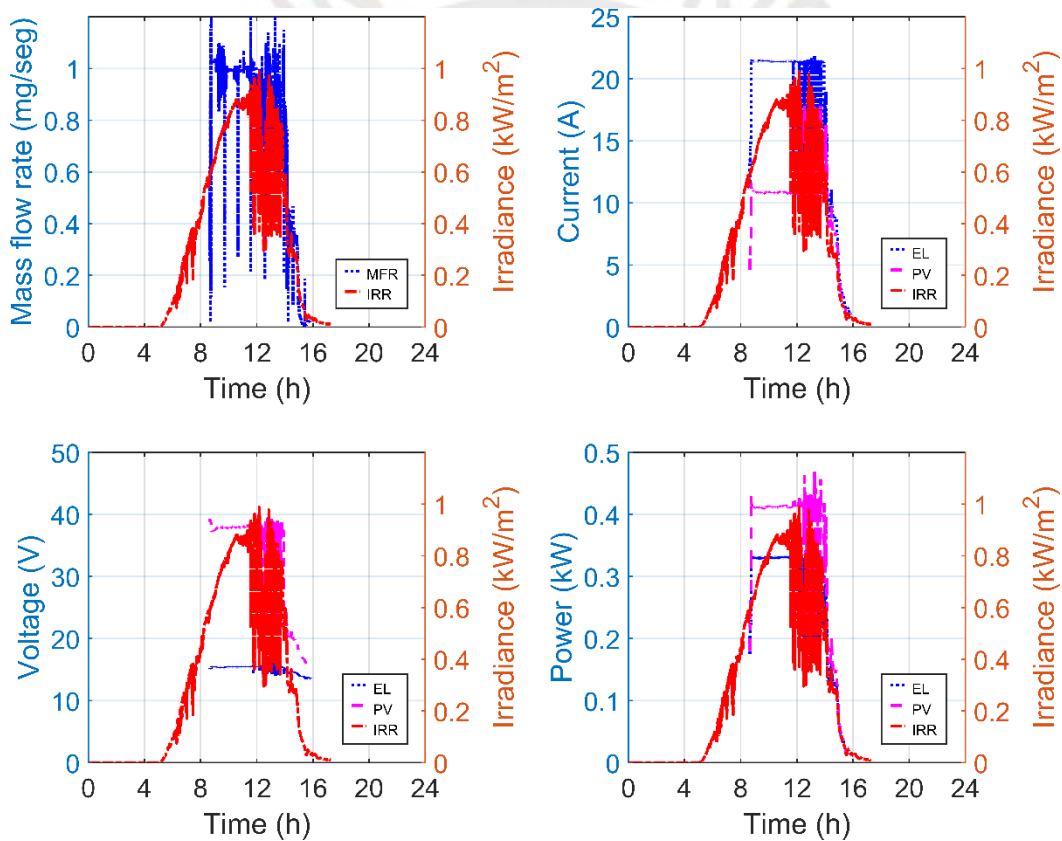 Mass flow rate (mg/seg)
1
0.8
0.6
0.4
0.2
0
0 4 8 12 16 20 24
Time (h)
1
0.8
0.6
0.4
0.2
0
Irradiance (kW/m²)
MFR
IRR
Current (A)
25
20
15
10
5
0
0 4 8 12 16 20 24
Time (h)
1
0.8
0.6
0.4
0.2
0
Irradiance (kW/m²)
EL
PV
IRR
Voltage (V)
50
40
30
20
10
0
0 4 8 12 16 20 24
Time (h)
1
0.8
0.6
0.4
0.2
0
Irradiance (kW/m²)
EL
PV
IRR
Power (kW)
0.5
0.4
0.3
0.2
0.1
0
0 4 8 12 16 20 24
Time (h)
1
0.8
0.6
0.4
0.2
0
Irradiance (kW/m²)
EL
PV
IRR